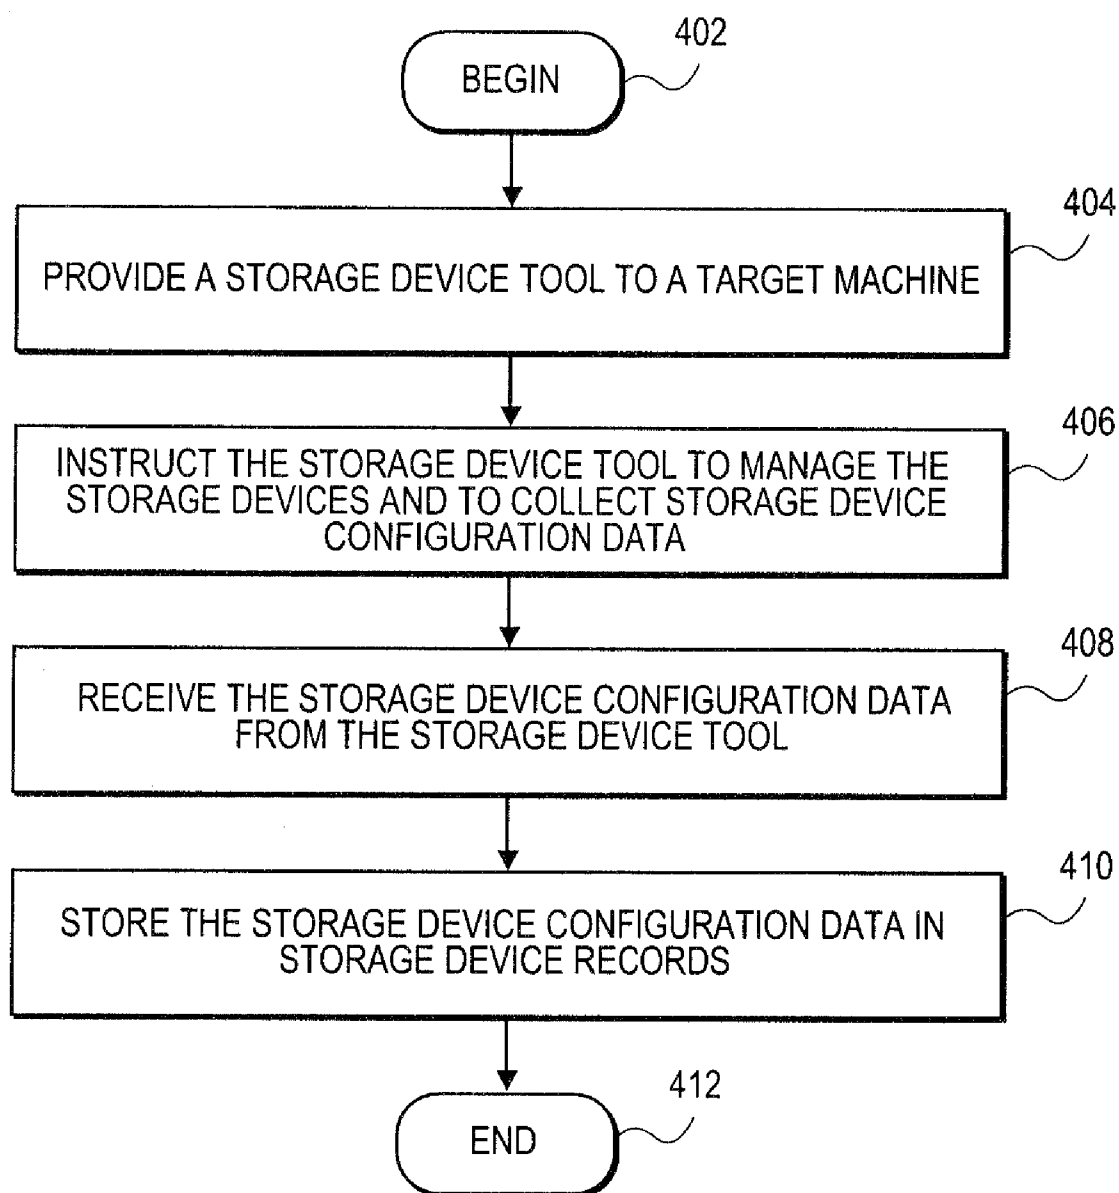 402
BEGIN
404
PROVIDE A STORAGE DEVICE TOOL TO A TARGET MACHINE
406
INSTRUCT THE STORAGE DEVICE TOOL TO MANAGE THE
STORAGE DEVICES AND TO COLLECT STORAGE DEVICE
CONFIGURATION DATA
408
RECEIVE THE STORAGE DEVICE CONFIGURATION DATA
FROM THE STORAGE DEVICE TOOL
410
STORE THE STORAGE DEVICE CONFIGURATION DATA IN
STORAGE DEVICE RECORDS
412
END